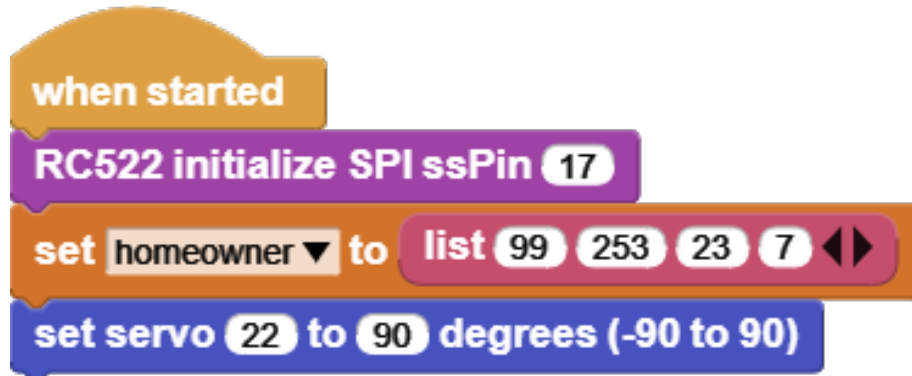 when started
RC522 initialize SPI ssPin 17
set homeowner to list 99 253 23 7
set servo 22 to 90 degrees (-90 to 90)